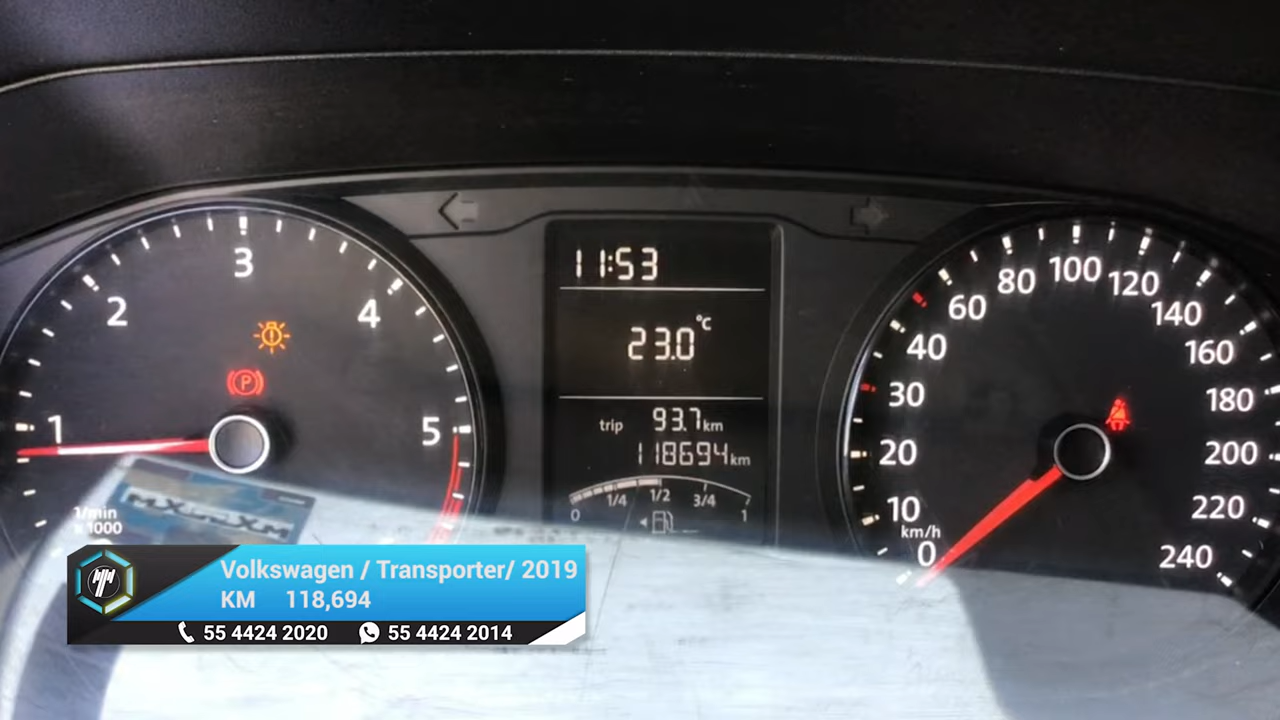 11:53
23.0 °C
trip 93.7 km
118694 km
0 1/4 1/2 3/4 1
1 2 3 4 5
1/min
x 1000
P
0 10 20 30 40 60 80 100 120 140 160 180 200 220 240
km/h
Volkswagen / Transporter/ 2019
KM 118,694
55 4424 2020 55 4424 2014